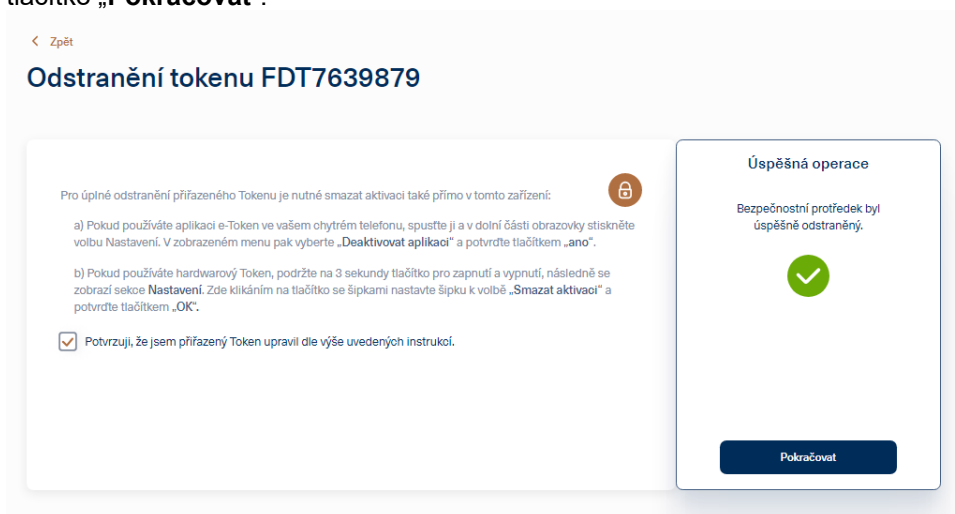 tlačítko „Pokračovat".
Zpět
Odstranění tokenu FDT7639879
Pro úplné odstranění přiřazeného Tokenu je nutné smazat aktivaci také přímo v tomto zařízení:
a) Pokud používáte aplikaci e-Token ve vašem chytrém telefonu, spusťte ji a v dolní části obrazovky stiskněte
volbu Nastavení. V zobrazeném menu pak vyberte „Deaktivovat aplikaci" a potvrďte tlačítkem „ano".
b) Pokud používáte hardwarový Token, podržte na 3 sekundy tlačítko pro zapnutí a vypnutí, následně se
zobrazí sekce Nastavení. Zde klikáním na tlačítko se šipkami nastavte šipku k volbě „Smazat aktivaci" a
potvrďte tlačítkem „OK".
Potvrzuji, že jsem přiřazený Token upravil dle výše uvedených instrukcí.
Úspěšná operace
Bezpečnostní protředek byl
úspěšně odstraněný.
Pokračovat